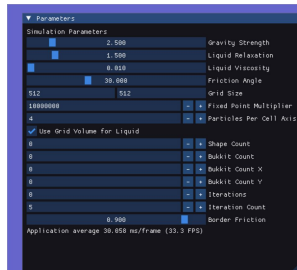 ▼ Parameters
Simulation Parameters
2.500 Gravity Strength
1.500 Liquid Relaxation
0.010 Liquid Viscosity
30.000 Friction Angle
512 512 Grid Size
10000000 - + Fixed Point Multiplier
4 - + Particles Per Cell Axis
Use Grid Volume for Liquid
0 - + Shape Count
0 - + Bukkit Count
0 - + Bukkit Count X
0 - + Bukkit Count Y
0 - + Iterations
5 - + Iteration Count
0.900 Border Friction
Application average 30.058 ms/frame (33.3 FPS)